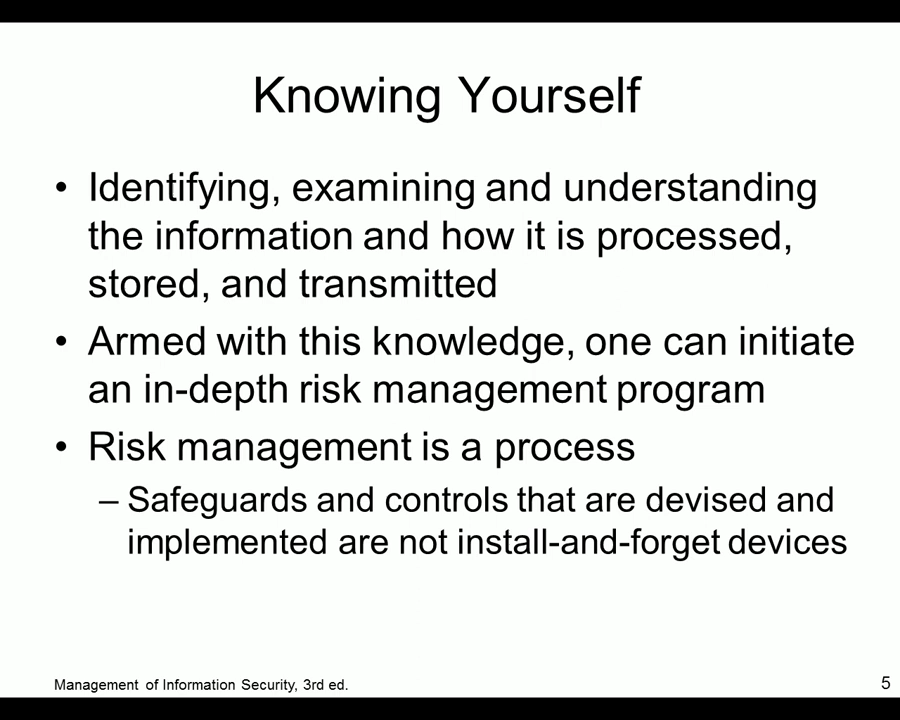 Knowing Yourself
• Identifying, examining and understanding
the information and how it is processed,
stored, and transmitted
• Armed with this knowledge, one can initiate
an in-depth risk management program
• Risk management is a process
– Safeguards and controls that are devised and
implemented are not install-and-forget devices
Management of Information Security, 3rd ed.
5